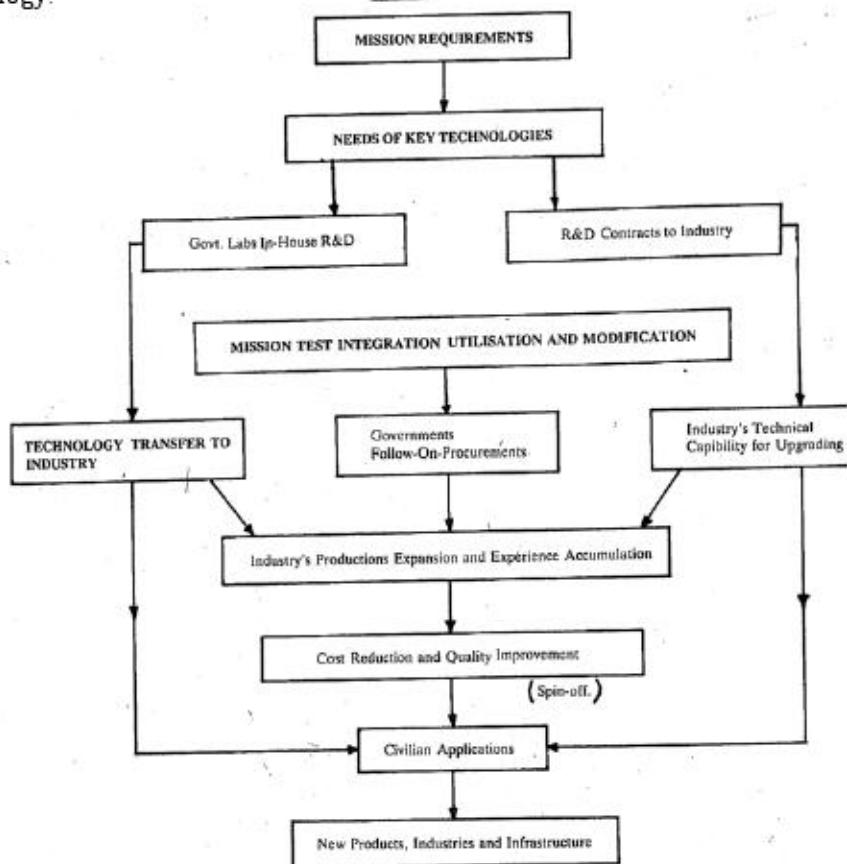 ology.
MISSION REQUIREMENTS
NEEDS OF KEY TECHNOLOGIES
Govt. Labs In-House R&D
R&D Contracts to Industry
MISSION TEST INTEGRATION UTILISATION AND MODIFICATION
TECHNOLOGY TRANSFER TO
INDUSTRY
Governments
Follow-On-Procurements
Industry's Technical
Capibility for Upgrading
Industry's Productions Expansion and Experience Accumulation
Cost Reduction and Quality Improvement
(Spin-off.)
Civilian Applications
New Products, Industries and Infrastructure